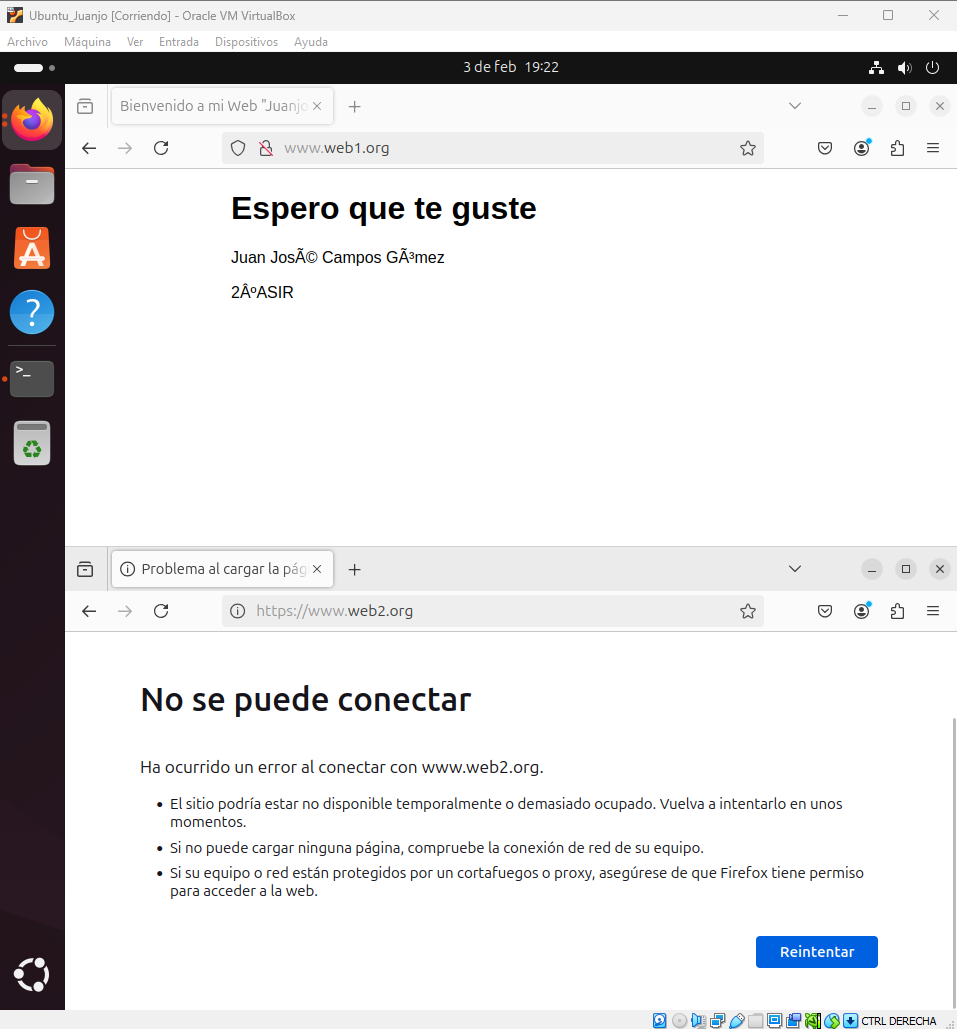 Ubuntu_Juanjo [Corriendo] - Oracle VM VirtualBox
Archivo Máquina Ver Entrada Dispositivos Ayuda
3 de feb 19:22
Bienvenido a mi Web "Juanjo
www.web1.org
Espero que te guste
Juan JosÃ© Campos GÃ³mez
2ÂºASIR
Problema al cargar la pág
https://www.web2.org
No se puede conectar
Ha ocurrido un error al conectar con www.web2.org.
• El sitio podría estar no disponible temporalmente o demasiado ocupado. Vuelva a intentarlo en unos
momentos.
• Si no puede cargar ninguna página, compruebe la conexión de red de su equipo.
• Si su equipo o red están protegidos por un cortafuegos o proxy, asegúrese de que Firefox tiene permiso
para acceder a la web.
Reintentar
CTRL DERECHA